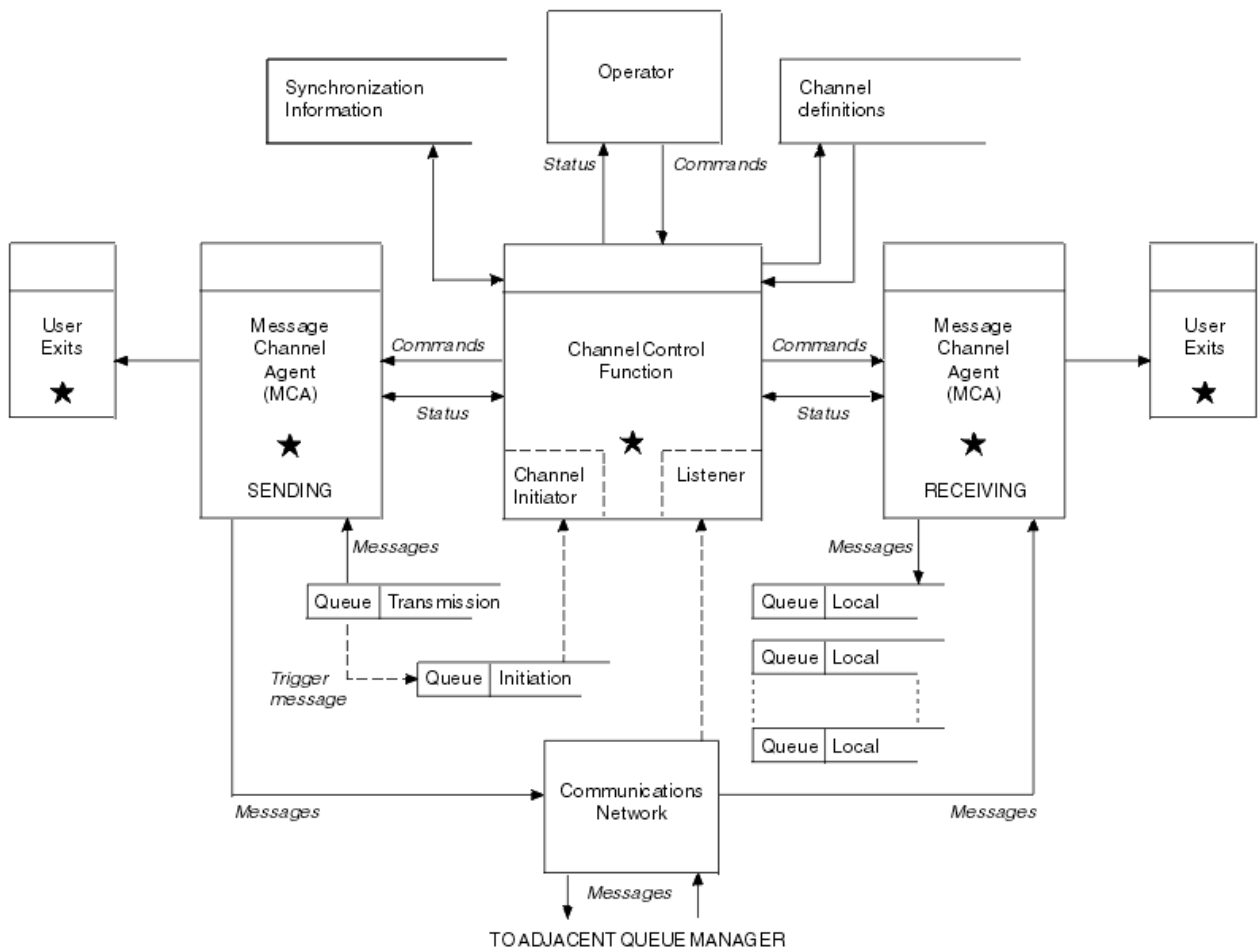 Synchronization
Information
Operator
Channel
definitions
Status
Commands
User
Exits
Message
Channel
Agent
(MCA)
SENDING
Commands
Status
Channel Control
Function
Channel
Initiator
Listener
Commands
Status
Message
Channel
Agent
(MCA)
RECEIVING
User
Exits
Messages
Messages
Queue Transmission
Queue Local
Trigger
message
Queue Initiation
Queue Local
Queue Local
Communications
Network
Messages
Messages
Messages
TO ADJACENT QUEUE MANAGER